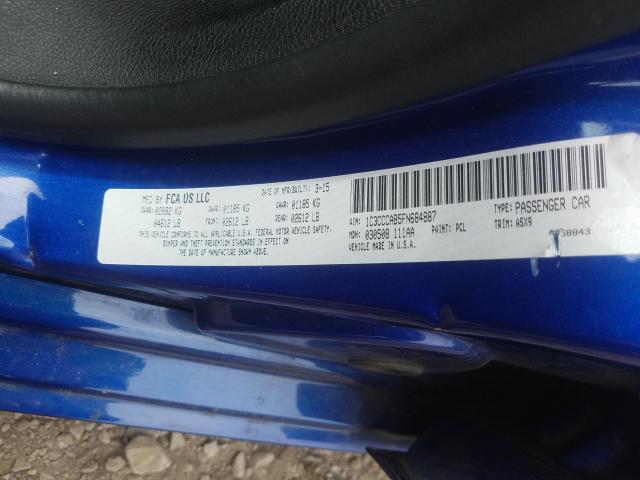 MFD BY FCA US LLC DATE OF MFR(BUILT): 3-15
GVWR: 02092 KG GAWR: 01185 KG GAWR: 01185 KG
04612 LB FRONT: 02612 LB REAR: 02612 LB
THIS VEHICLE CONFORMS TO ALL APPLICABLE U.S. FEDERAL MOTOR VEHICLE SAFETY,
BUMPER AND THEFT PREVENTION STANDARDS IN EFFECT ON
THE DATE OF MANUFACTURE SHOWN ABOVE.
VIN: 1C3CCCAB5FN684887 TYPE: PASSENGER CAR
MDH: 030508 111AA PAINT: PCL TRIM: A5X9
MADE IN U.S.A.